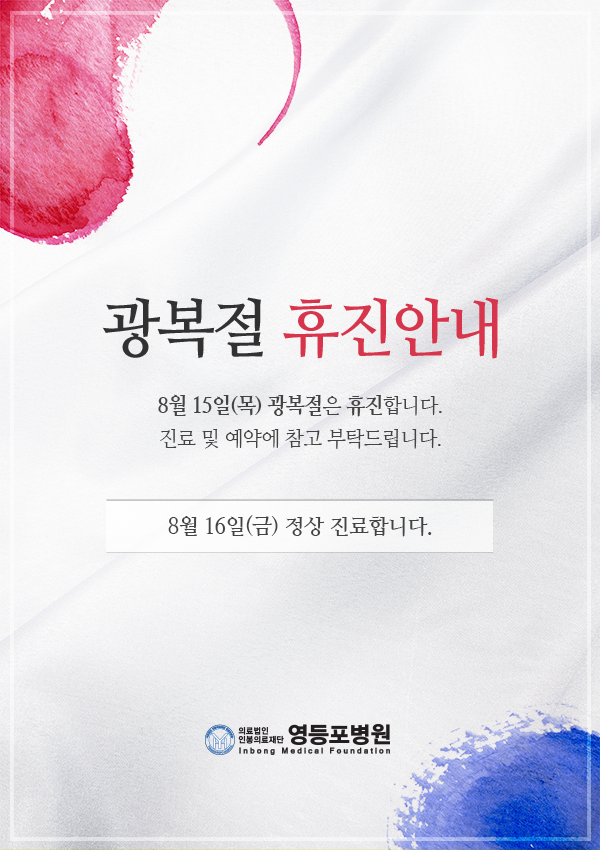 광복절 휴진안내
8월 15일(목) 광복절은 휴진합니다.
진료 및 예약에 참고 부탁드립니다.
8월 16일(금) 정상 진료합니다.
의료법인
인봉의료재단
영등포병원
Inbong Medical Foundation